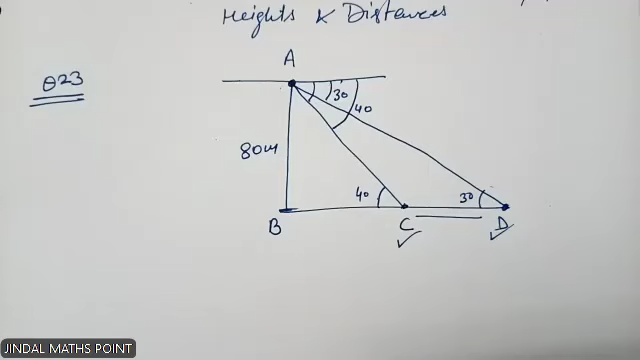 Heights & Distances
Q23
A
30
40
80m
40
30
B
C
D
JINDAL MATHS POINT